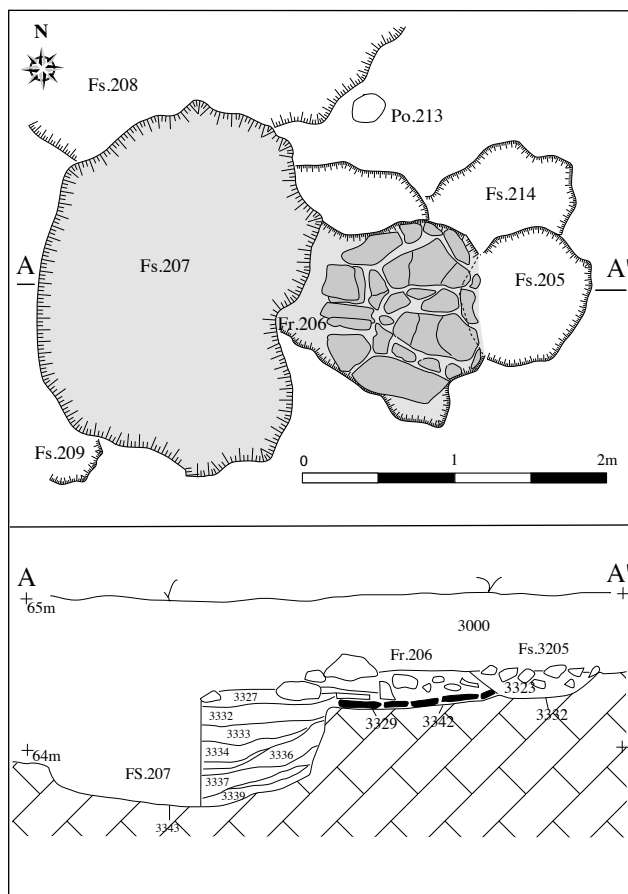 N
Fs.208
Po.213
Fs.214
A
Fs.207
Fs.205
A'
Fr.206
Fs.209
0 1 2m
A
A'
65m
3000
Fr.206
Fs.3205
3327
3323
3332
3329
3342
3332
3333
64m
3334
3336
FS.207
3337
3339
3343